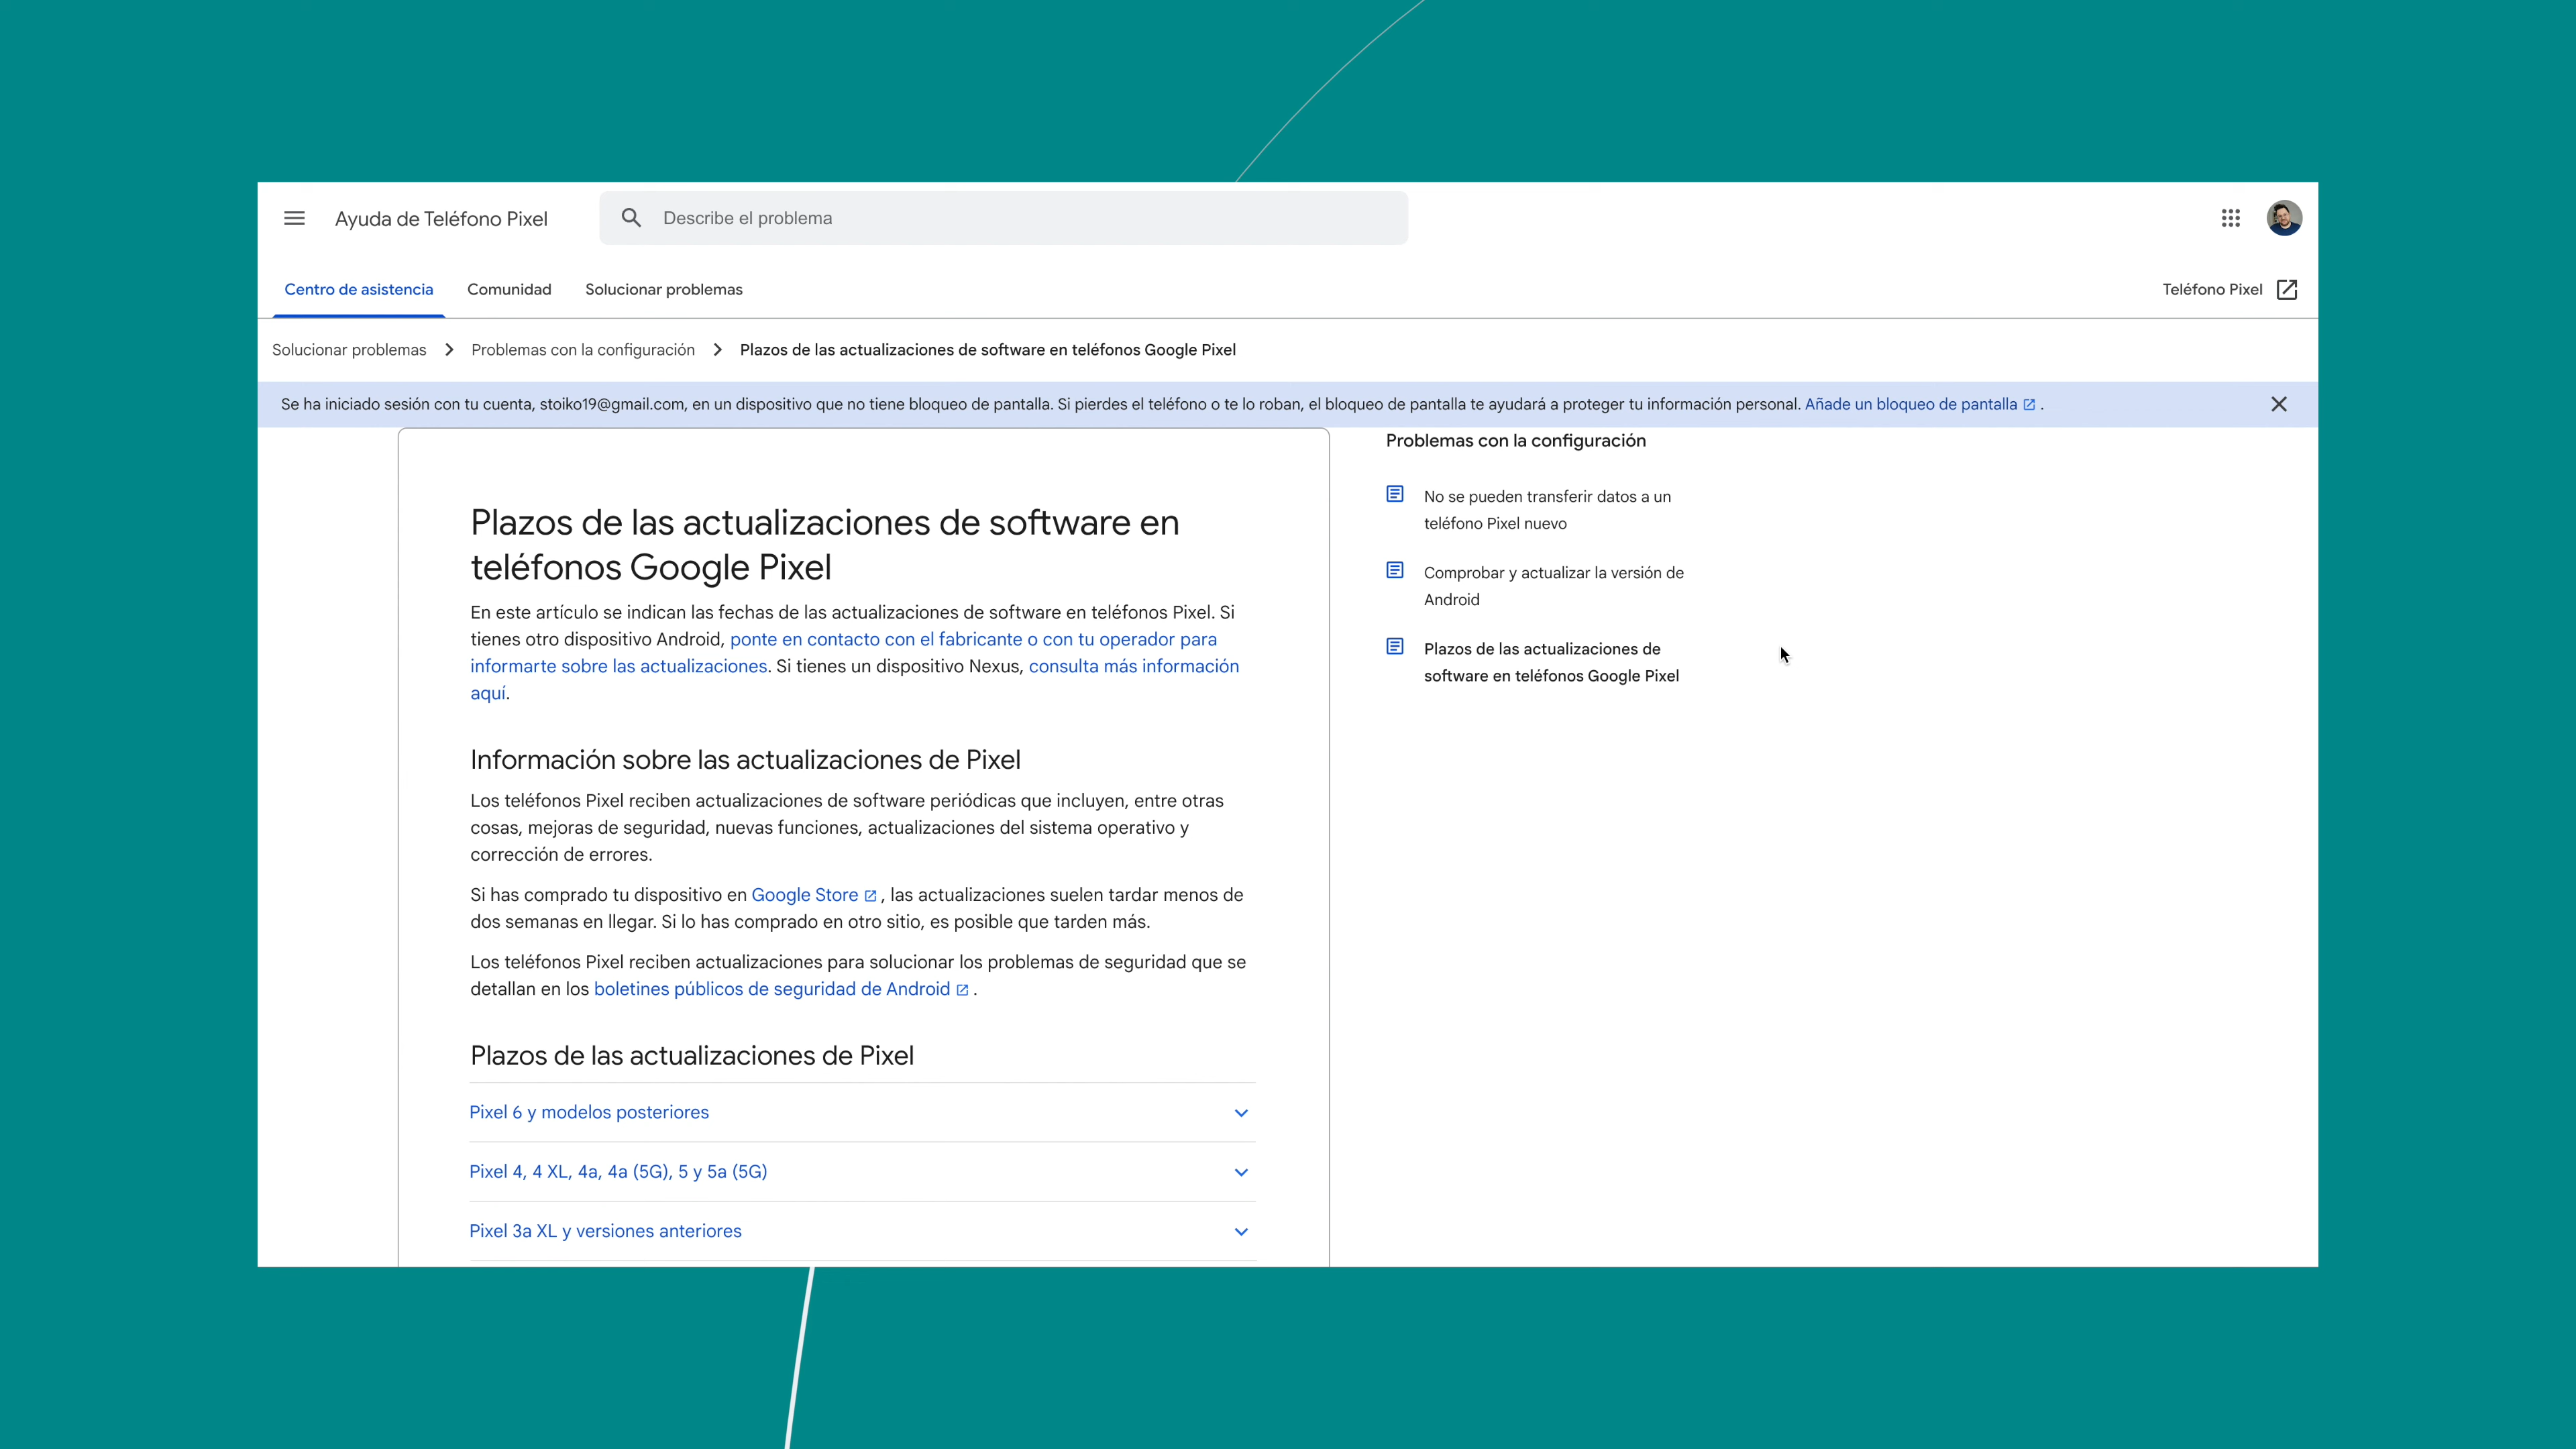 Ayuda de Teléfono Pixel
Describe el problema
Centro de asistencia
Comunidad
Solucionar problemas
Teléfono Pixel
Solucionar problemas
Problemas con la configuración
Plazos de las actualizaciones de software en teléfonos Google Pixel
Se ha iniciado sesión con tu cuenta, stoiko19@gmail.com, en un dispositivo que no tiene bloqueo de pantalla. Si pierdes el teléfono o te lo roban, el bloqueo de pantalla te ayudará a proteger tu información personal. Añade un bloqueo de pantalla .
Plazos de las actualizaciones de software en
teléfonos Google Pixel
En este artículo se indican las fechas de las actualizaciones de software en teléfonos Pixel. Si
tienes otro dispositivo Android, ponte en contacto con el fabricante o con tu operador para
informarte sobre las actualizaciones. Si tienes un dispositivo Nexus, consulta más información
aquí.
Información sobre las actualizaciones de Pixel
Los teléfonos Pixel reciben actualizaciones de software periódicas que incluyen, entre otras
cosas, mejoras de seguridad, nuevas funciones, actualizaciones del sistema operativo y
corrección de errores.
Si has comprado tu dispositivo en Google Store , las actualizaciones suelen tardar menos de
dos semanas en llegar. Si lo has comprado en otro sitio, es posible que tarden más.
Los teléfonos Pixel reciben actualizaciones para solucionar los problemas de seguridad que se
detallan en los boletines públicos de seguridad de Android .
Plazos de las actualizaciones de Pixel
Pixel 6 y modelos posteriores
Pixel 4, 4 XL, 4a, 4a (5G), 5 y 5a (5G)
Pixel 3a XL y versiones anteriores
Problemas con la configuración
No se pueden transferir datos a un
teléfono Pixel nuevo
Comprobar y actualizar la versión de
Android
Plazos de las actualizaciones de
software en teléfonos Google Pixel